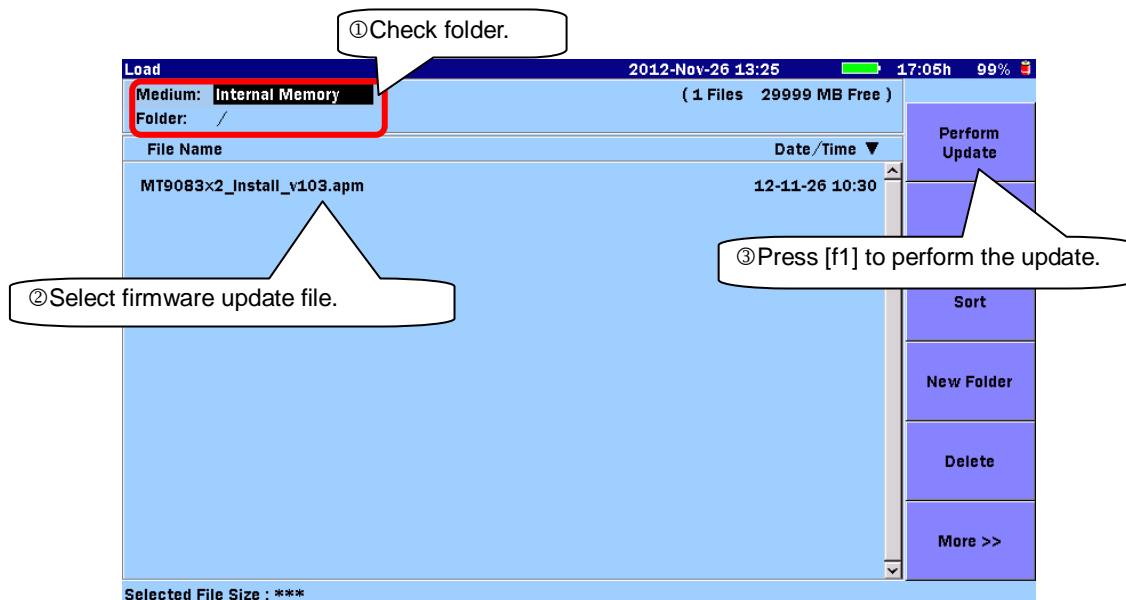 ①Check folder.
Load 2012-Nov-26 13:25 17:05h 99%
Medium: Internal Memory (1 Files 29999 MB Free)
Folder: /
File Name Date/Time ▼
Perform
Update
MT9083x2_Install_v103.apm 12-11-26 10:30
③Press [f1] to perform the update.
②Select firmware update file.
Sort
New Folder
Delete
More >>
Selected File Size : ***